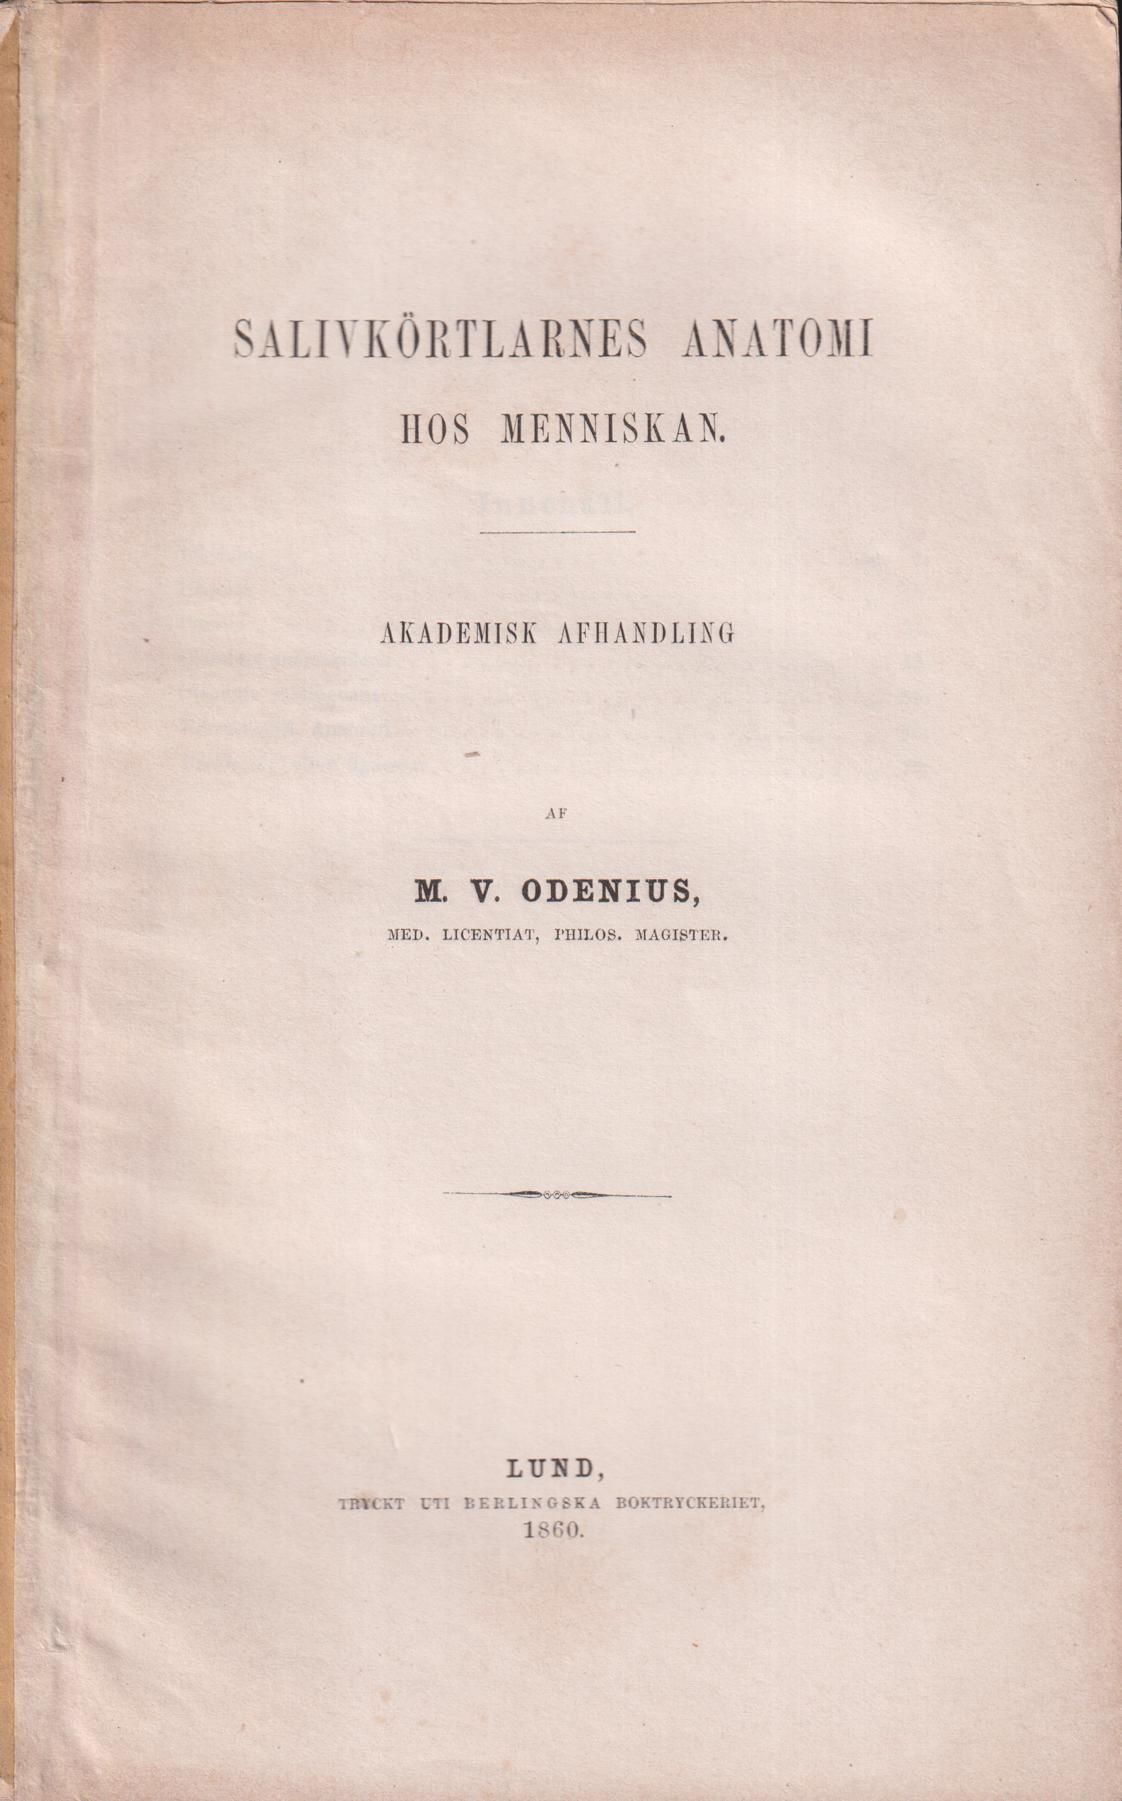 SALIVKÖRTLARNES ANATOMI
HOS MENNISKAN.
AKADEMISK AFHANDLING
AF
M. V. ODENIUS,
MED. LICENTIAT, PHILOS. MAGISTER.
LUND,
TRYCKT UTI BERLINGSKA BOKTRYCKERIET,
1860.